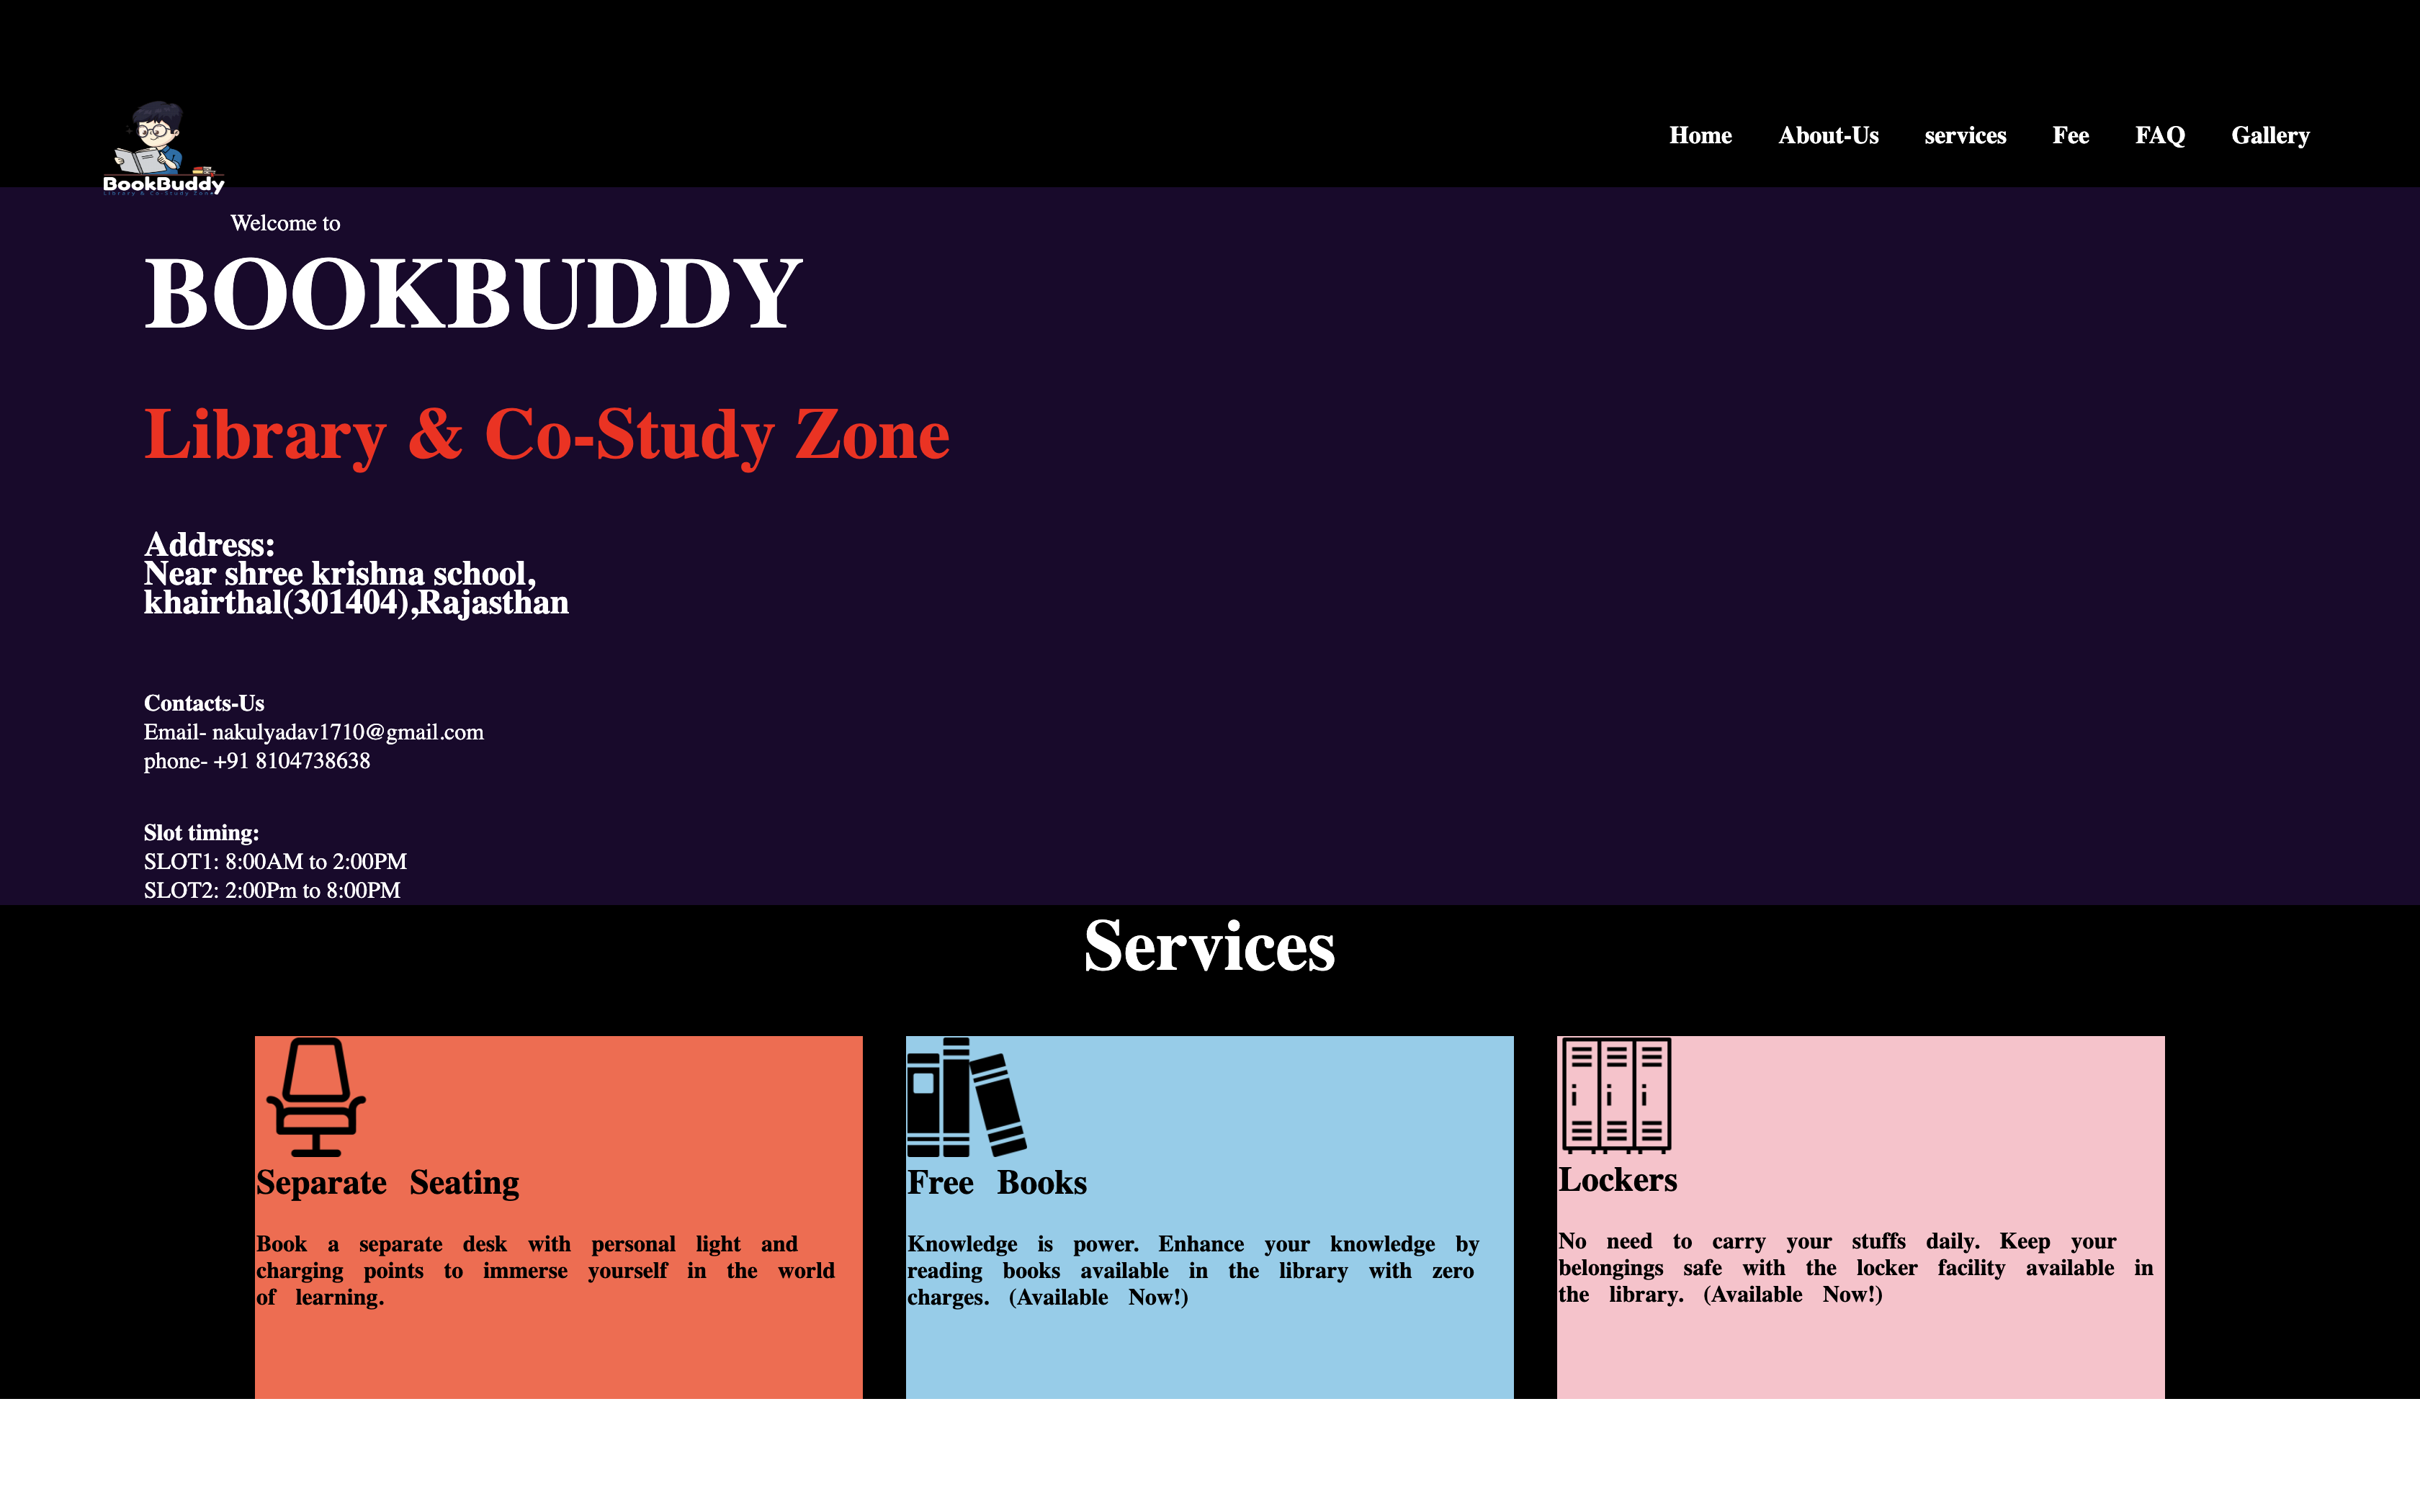 BookBuddy
Library & Co-Study Zone
Home About-Us services Fee FAQ Gallery
Welcome to
BOOKBUDDY
Library & Co-Study Zone
Address:
Near shree krishna school,
khairthal(301404),Rajasthan
Contacts-Us
Email- nakulyadav1710@gmail.com
phone- +91 8104738638
Slot timing:
SLOT1: 8:00AM to 2:00PM
SLOT2: 2:00Pm to 8:00PM
Services
Separate Seating
Book a separate desk with personal light and
charging points to immerse yourself in the world
of learning.
Free Books
Knowledge is power. Enhance your knowledge by
reading books available in the library with zero
charges. (Available Now!)
Lockers
No need to carry your stuffs daily. Keep your
belongings safe with the locker facility available in
the library. (Available Now!)